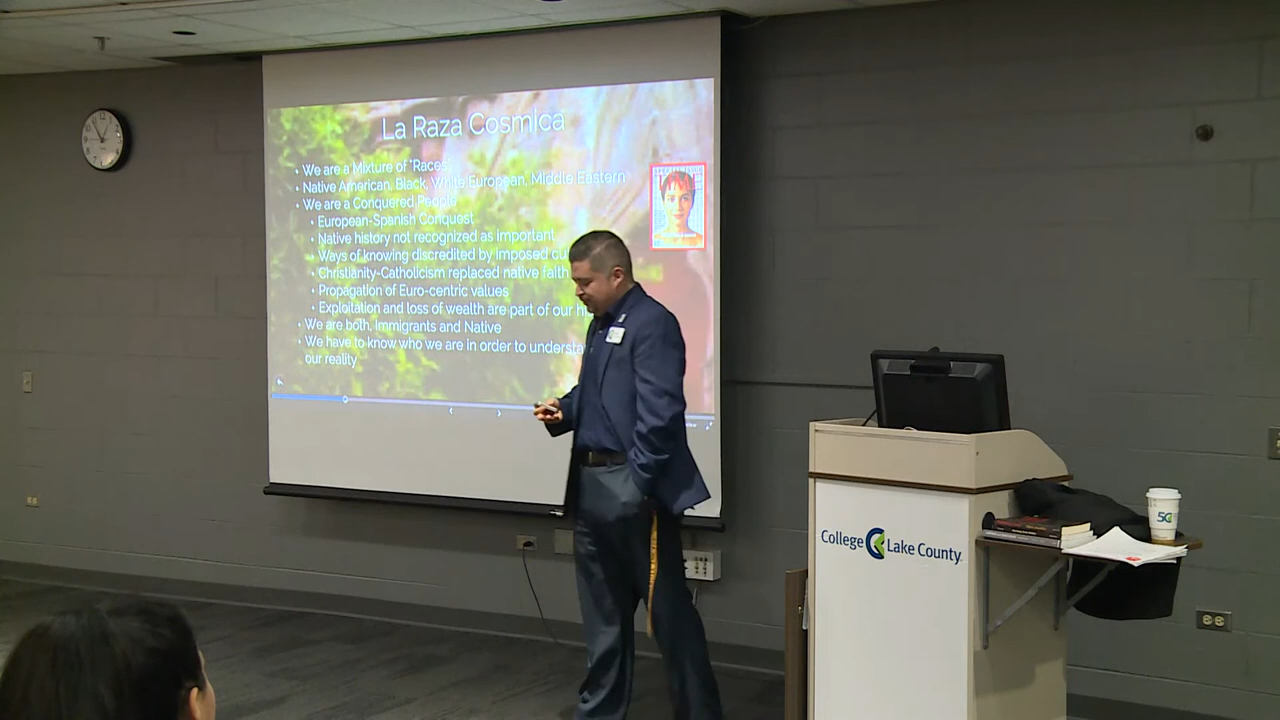 La Raza Cosmica
We are a Mixture of "Races"
Native American, Black, White European, Middle Eastern
We are a Conquered People
European-Spanish Conquest
Native history not recognized as important
Ways of knowing discredited by imposed
Christianity-Catholicism replaced native faith
Propagation of Euro-centric values
Exploitation and loss of wealth are part of our
We are both, Immigrants and Native
We have to know who we are in order to
our reality
College Lake County
50